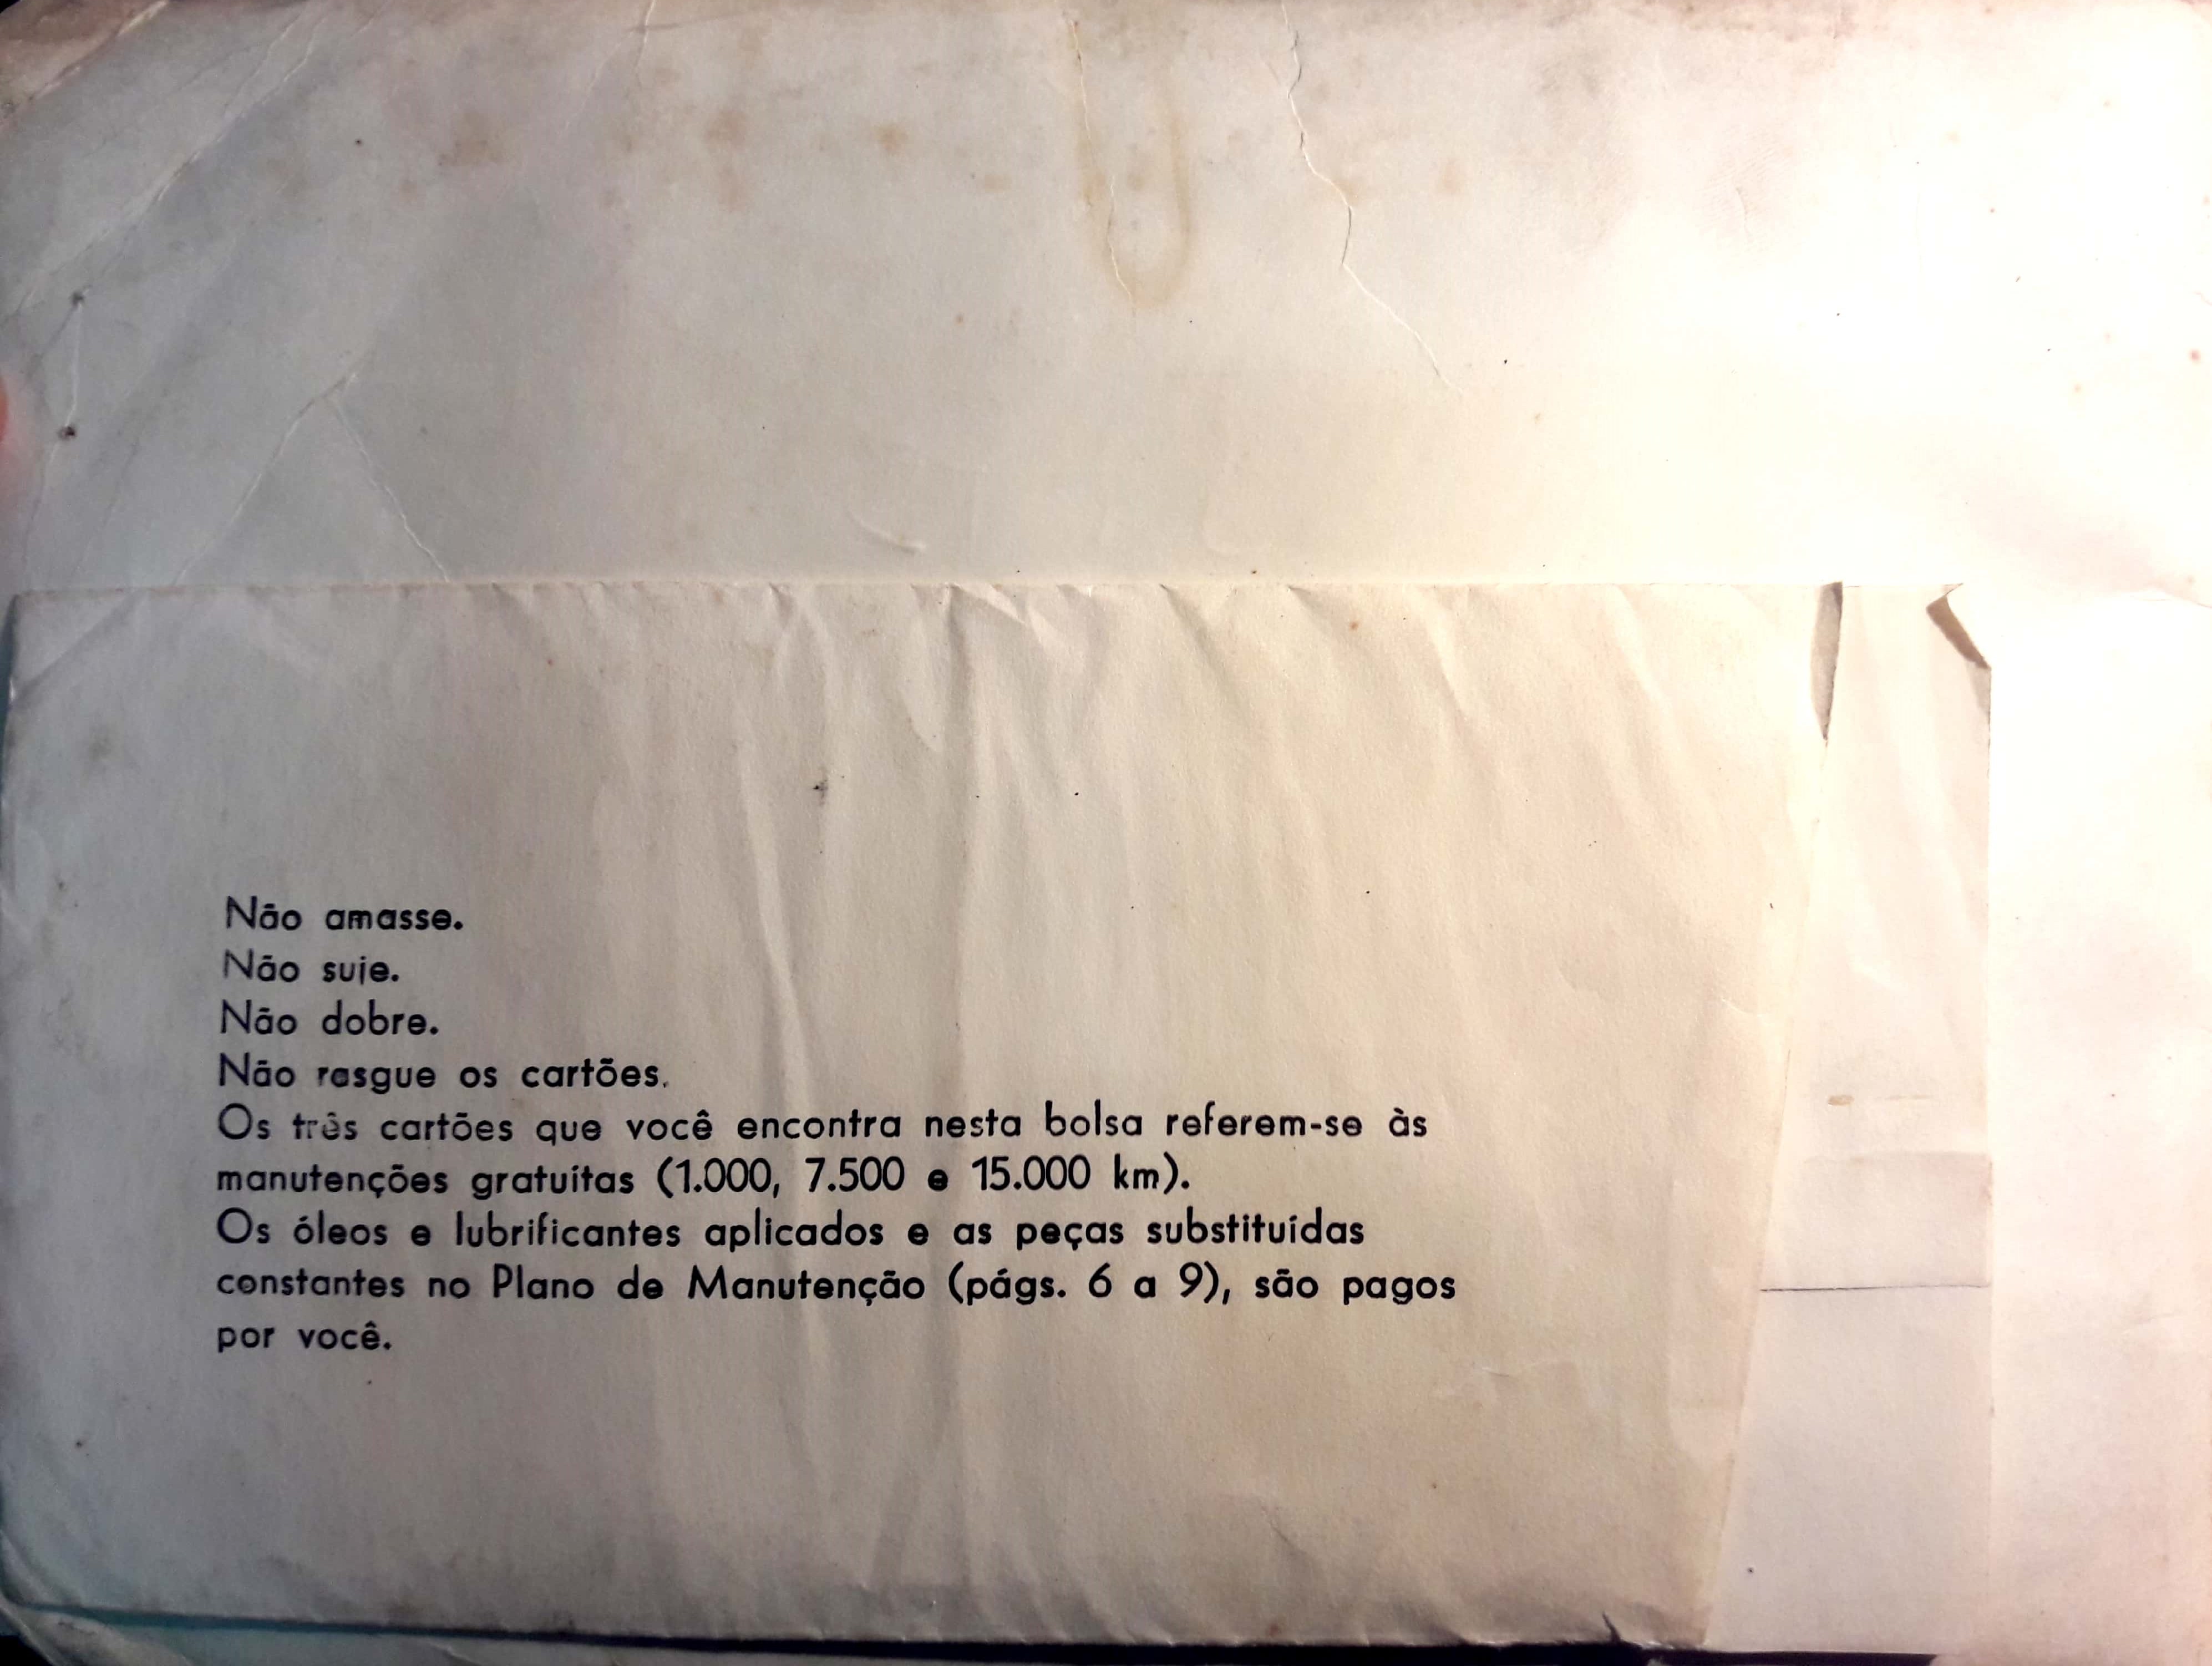 Não amasse.
Não suje.
Não dobre.
Não rasgue os cartões.
Os três cartões que você encontra nesta bolsa referem-se às
manutenções gratuítas (1.000, 7.500 e 15.000 km).
Os óleos e lubrificantes aplicados e as peças substituídas
constantes no Plano de Manutenção (págs. 6 a 9), são pagos
por você.